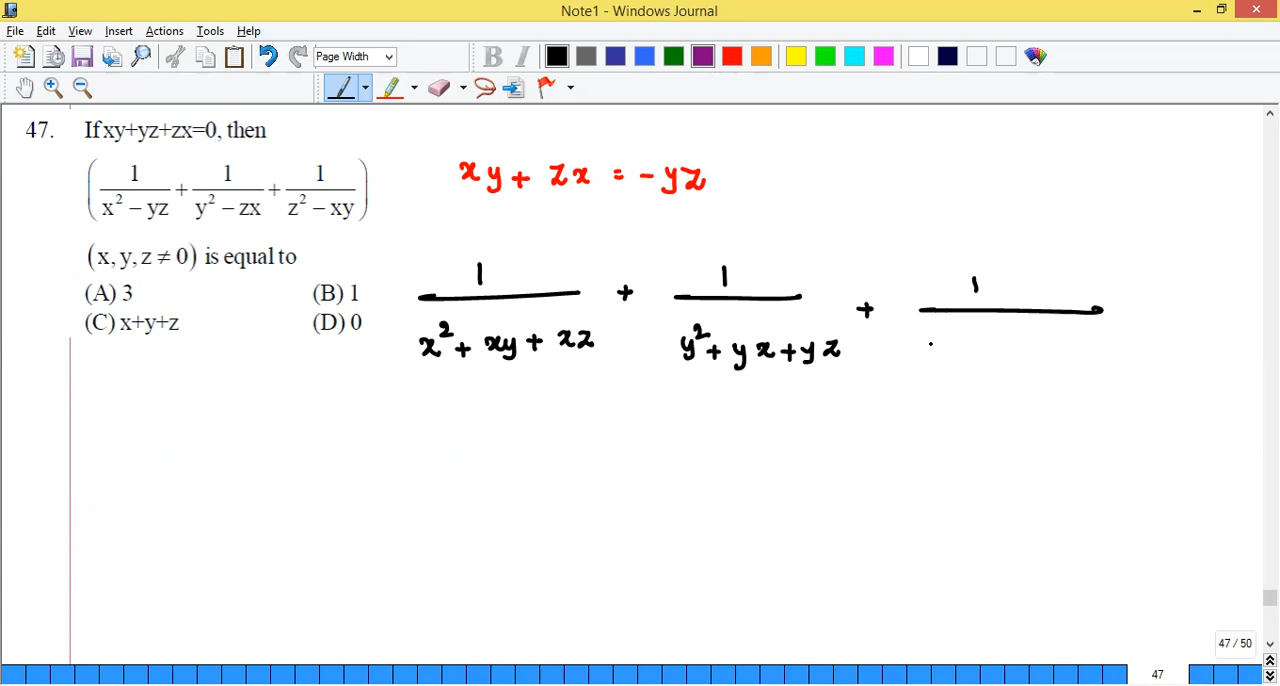 Note1 - Windows Journal
File Edit View Insert Actions Tools Help
Page Width
B I
47. If xy+yz+zx=0, then
(1/(x² − yz) + 1/(y² − zx) + 1/(z² − xy))
(x, y, z ≠ 0) is equal to
(A) 3 (B) 1
(C) x+y+z (D) 0
xy + zx = -yz
1/(x² + xy + xz) + 1/(y² + yx + yz) + 1/
47 / 50
47